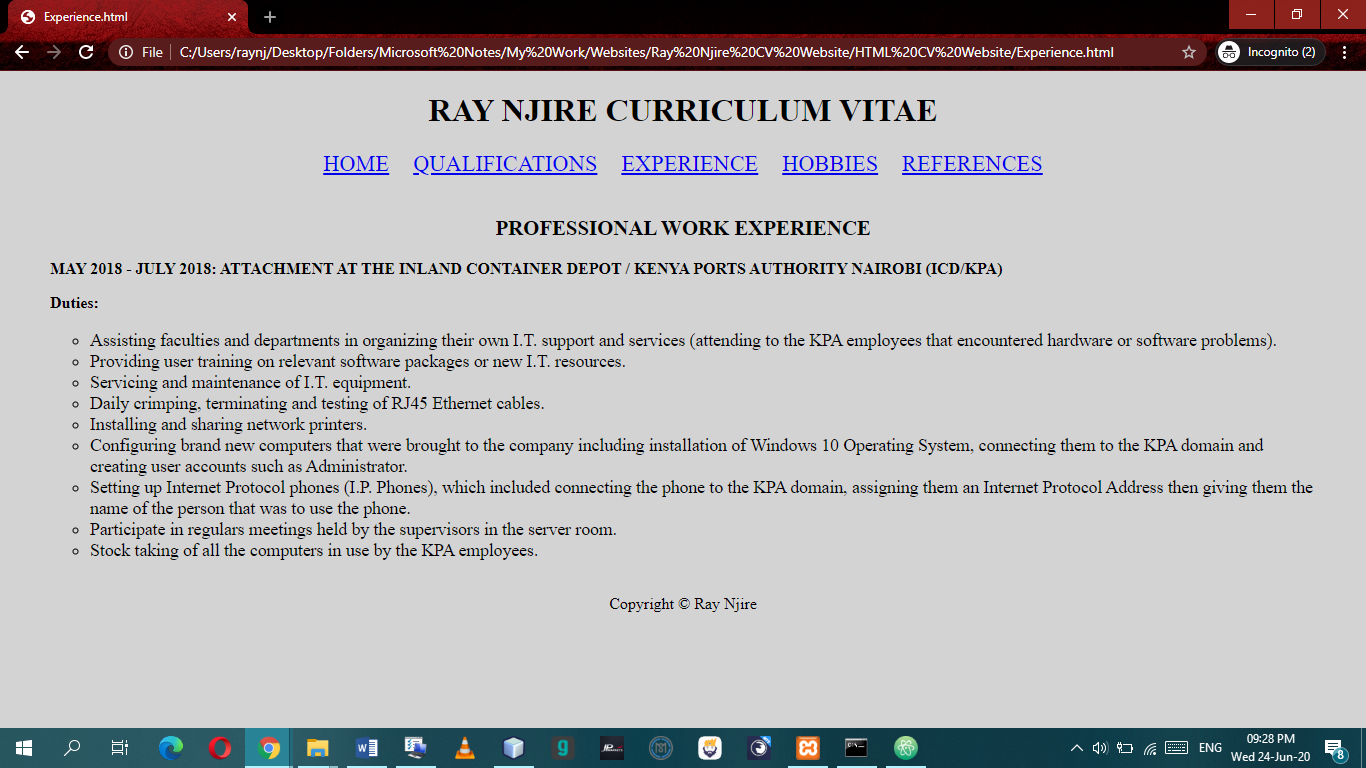 Experience.html
File
C:/Users/raynj/Desktop/Folders/Microsoft%20Notes/My%20Work/Websites/Ray%20Njire%20CV%20Website/HTML%20CV%20Website/Experience.html
Incognito (2)
RAY NJIRE CURRICULUM VITAE
HOME QUALIFICATIONS EXPERIENCE HOBBIES REFERENCES
PROFESSIONAL WORK EXPERIENCE
MAY 2018 - JULY 2018: ATTACHMENT AT THE INLAND CONTAINER DEPOT / KENYA PORTS AUTHORITY NAIROBI (ICD/KPA)
Duties:
Assisting faculties and departments in organizing their own I.T. support and services (attending to the KPA employees that encountered hardware or software problems).
Providing user training on relevant software packages or new I.T. resources.
Servicing and maintenance of I.T. equipment.
Daily crimping, terminating and testing of RJ45 Ethernet cables.
Installing and sharing network printers.
Configuring brand new computers that were brought to the company including installation of Windows 10 Operating System, connecting them to the KPA domain and
creating user accounts such as Administrator.
Setting up Internet Protocol phones (I.P. Phones), which included connecting the phone to the KPA domain, assigning them an Internet Protocol Address then giving them the
name of the person that was to use the phone.
Participate in regulars meetings held by the supervisors in the server room.
Stock taking of all the computers in use by the KPA employees.
Copyright © Ray Njire
ENG
09:28 PM
Wed 24-Jun-20
8